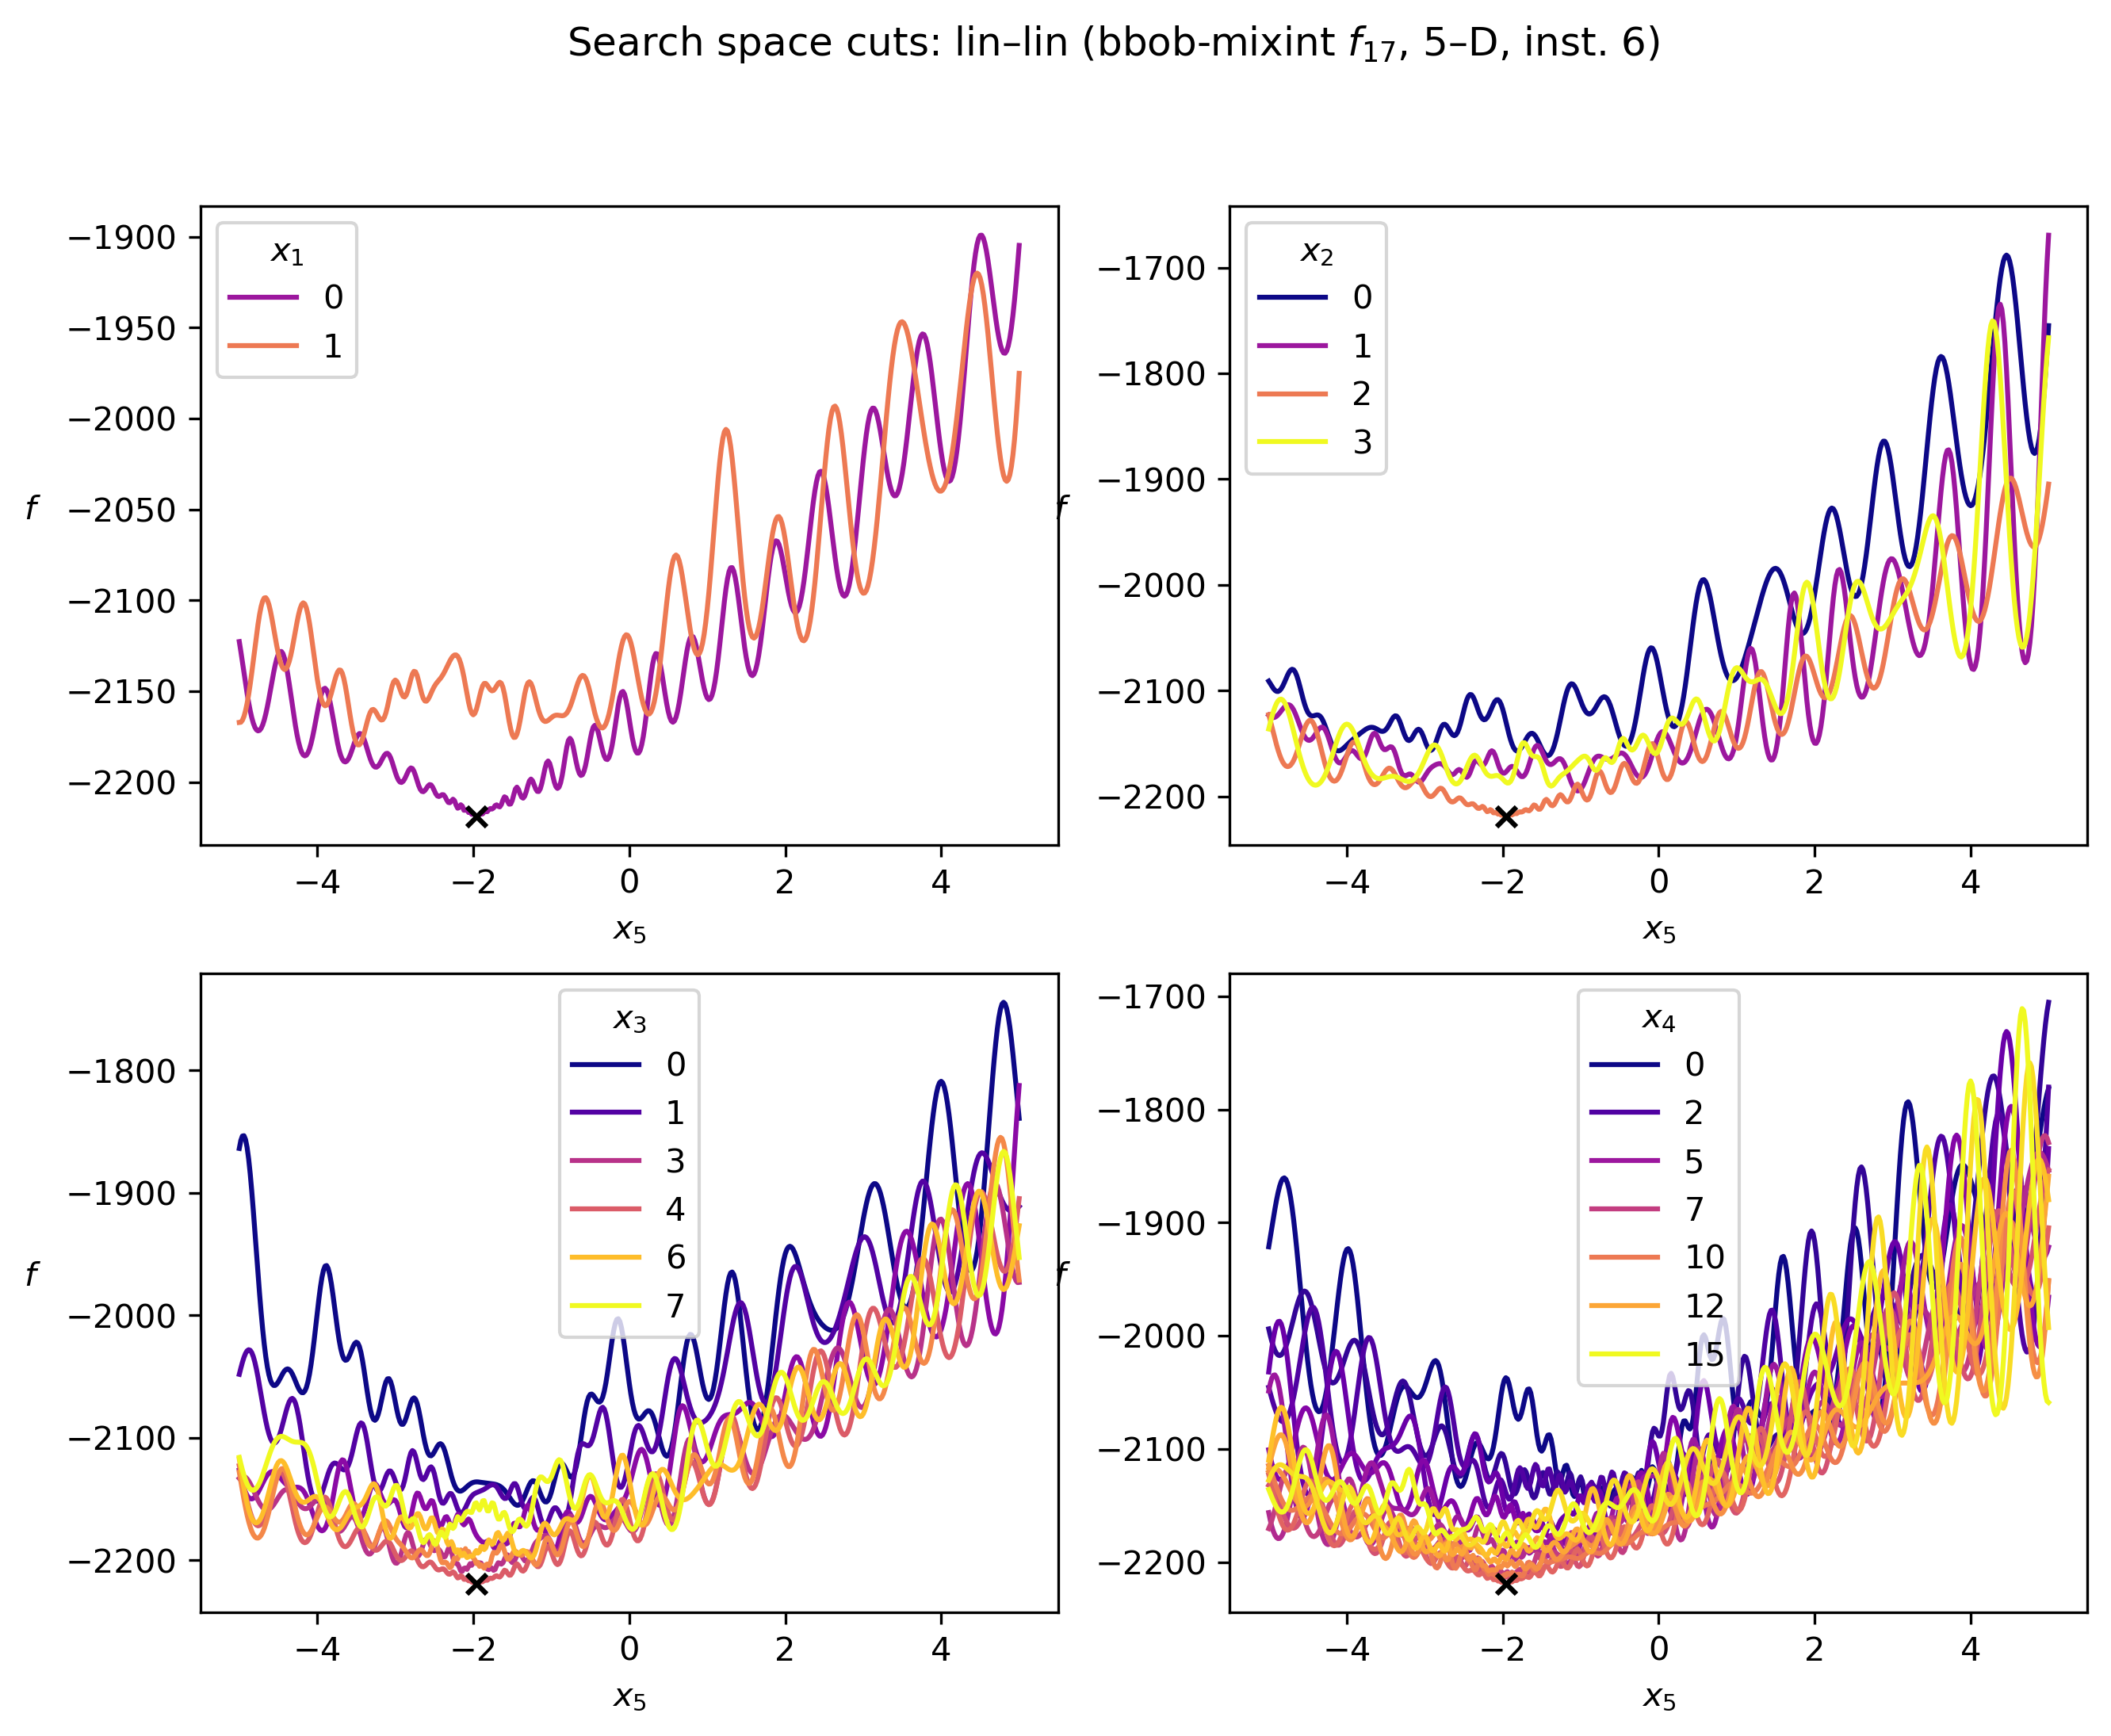 Search space cuts: lin–lin (bbob-mixint f₁₇, 5–D, inst. 6)
−1900
−1950
−2000
−2050
−2100
−2150
−2200
f
x₁
0
1
−4 −2 0 2 4
x₅
−1700
−1800
−1900
−2000
−2100
−2200
f
x₂
0
1
2
3
−4 −2 0 2 4
x₅
−1800
−1900
−2000
−2100
−2200
f
x₃
0
1
3
4
6
7
−4 −2 0 2 4
x₅
−1700
−1800
−1900
−2000
−2100
−2200
f
x₄
0
2
5
7
10
12
15
−4 −2 0 2 4
x₅